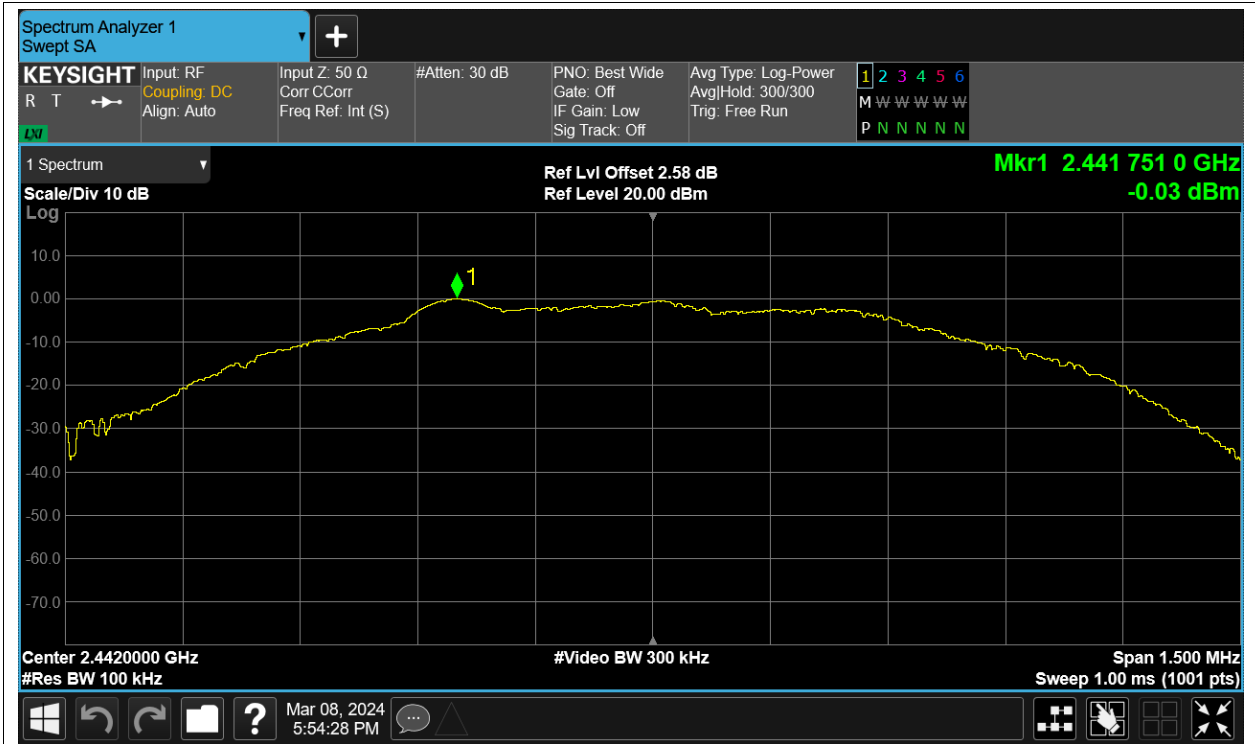 Spectrum Analyzer 1
Swept SA
+
KEYSIGHT
R T
LXI
Input: RF
Coupling: DC
Align: Auto
Input Z: 50 Ω
Corr CCorr
Freq Ref: Int (S)
#Atten: 30 dB
PNO: Best Wide
Gate: Off
IF Gain: Low
Sig Track: Off
Avg Type: Log-Power
Avg|Hold: 300/300
Trig: Free Run
1 2 3 4 5 6
M W W W W W
P N N N N N
1 Spectrum
Scale/Div 10 dB
Log
Ref Lvl Offset 2.58 dB
Ref Level 20.00 dBm
Mkr1 2.441 751 0 GHz
-0.03 dBm
1
10.0
0.00
-10.0
-20.0
-30.0
-40.0
-50.0
-60.0
-70.0
Center 2.4420000 GHz
#Res BW 100 kHz
#Video BW 300 kHz
Span 1.500 MHz
Sweep 1.00 ms (1001 pts)
?
Mar 08, 2024
5:54:28 PM